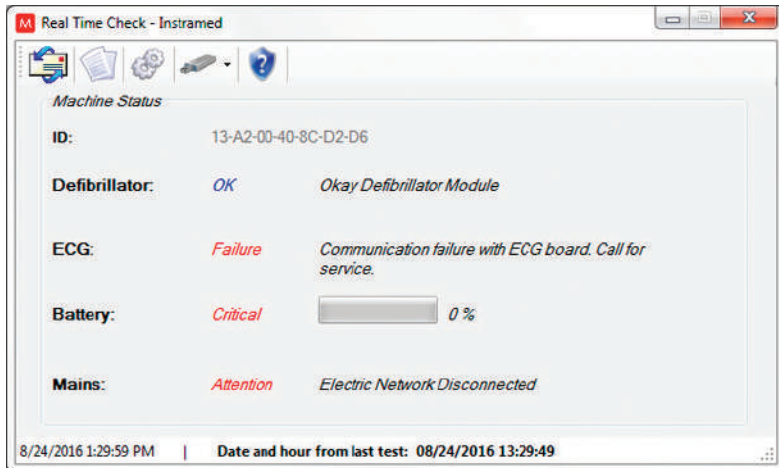 M Real Time Check - Instramed
Machine Status
ID: 13-A2-00-40-8C-D2-D6
Defibrillator: OK Okay Defibrillator Module
ECG: Failure Communication failure with ECG board. Call for
service.
Battery: Critical 0 %
Mains: Attention Electric Network Disconnected
8/24/2016 1:29:59 PM | Date and hour from last test: 08/24/2016 13:29:49